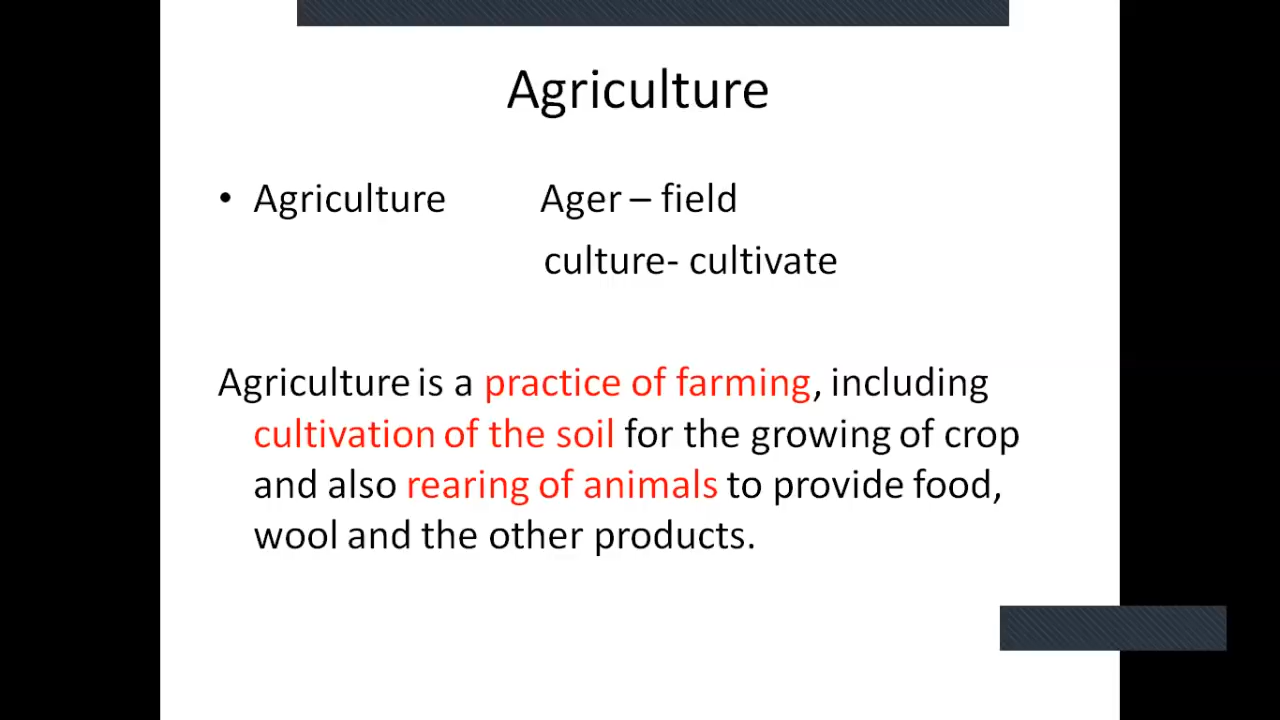 Agriculture
• Agriculture Ager – field
culture- cultivate
Agriculture is a practice of farming, including
cultivation of the soil for the growing of crop
and also rearing of animals to provide food,
wool and the other products.